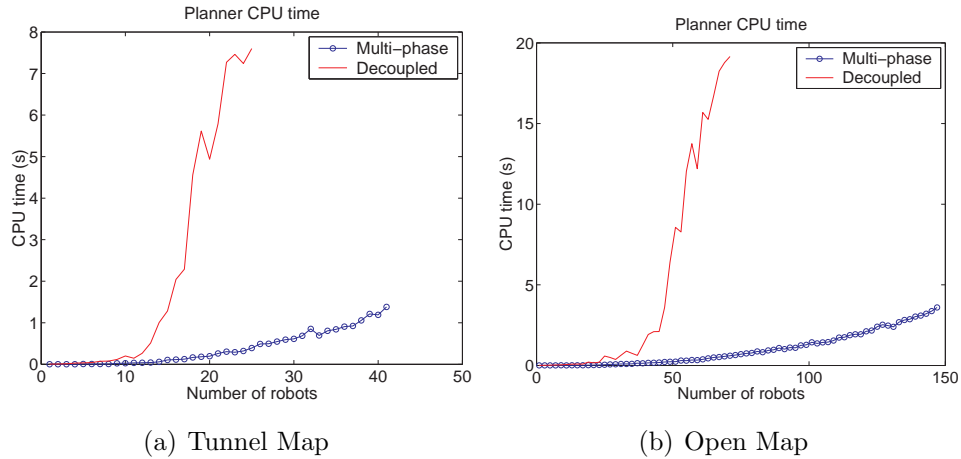 Planner CPU time
8
7
6
5
4
3
2
1
0
CPU time (s)
Multi−phase
Decoupled
0
10
20
30
40
50
Number of robots
(a) Tunnel Map
Planner CPU time
20
15
10
5
0
CPU time (s)
Multi−phase
Decoupled
0
50
100
150
Number of robots
(b) Open Map